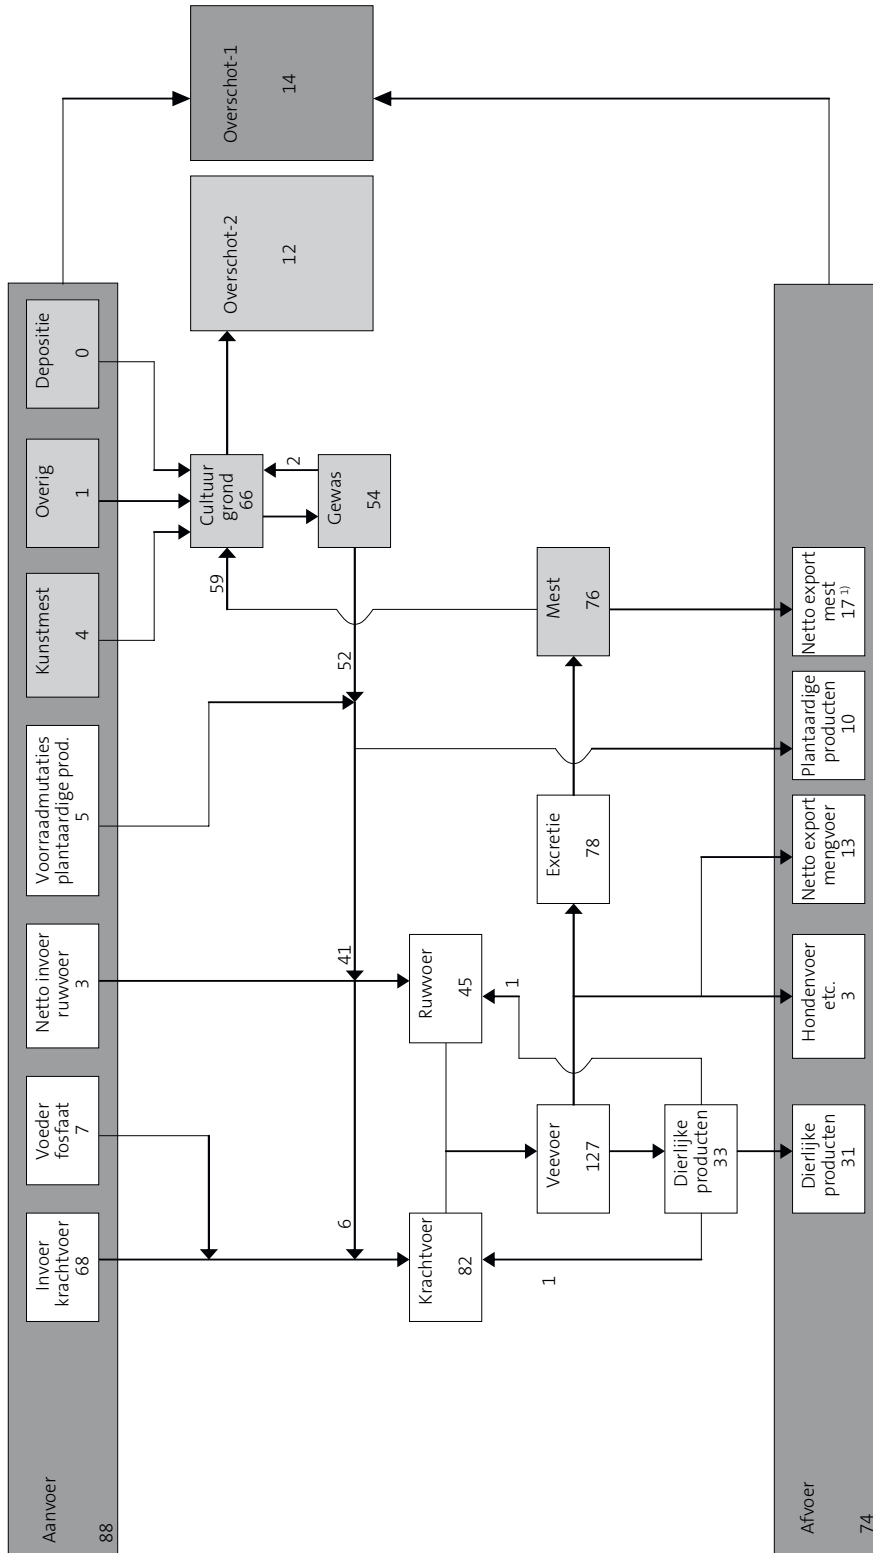 Aanvoer
88
Invoer
krachtvoer
68
Voeder
fosfaat
7
Netto invoer
ruwvoer
3
Voorraadmutaties
plantaardige prod.
5
Kunstmest
4
Overig
1
Depositie
0
Overschot-1
14
Overschot-2
12
Cultuur
grond
66
2
Gewas
54
59
52
41
6
Krachtvoer
82
Ruwvoer
45
1
1
Veevoer
127
Excretie
78
Mest
76
Dierlijke
producten
33
Afvoer
74
Dierlijke
producten
31
Hondenvoer
etc.
3
Netto export
mengvoer
13
Plantaardige
producten
10
Netto export
mest
17 1)